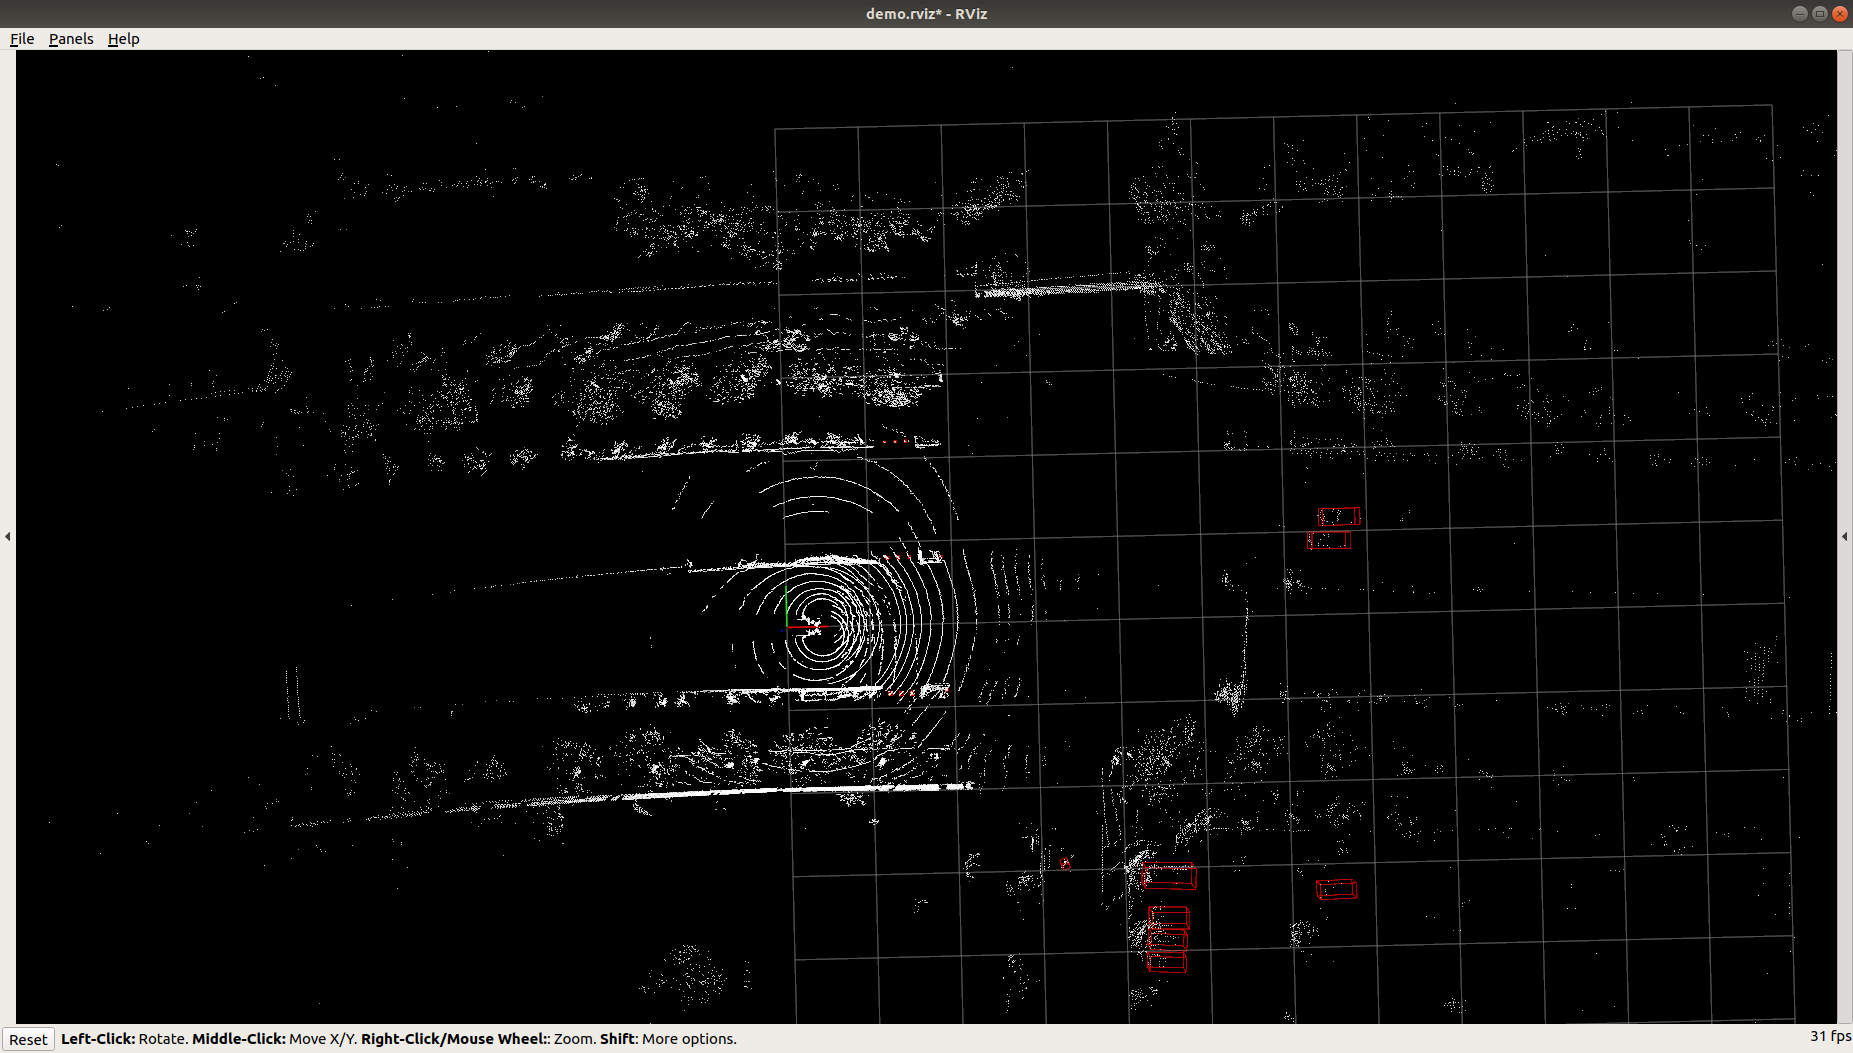 demo.rviz* - RViz
File Panels Help
Reset Left-Click: Rotate. Middle-Click: Move X/Y. Right-Click/Mouse Wheel:: Zoom. Shift: More options. 31 fps